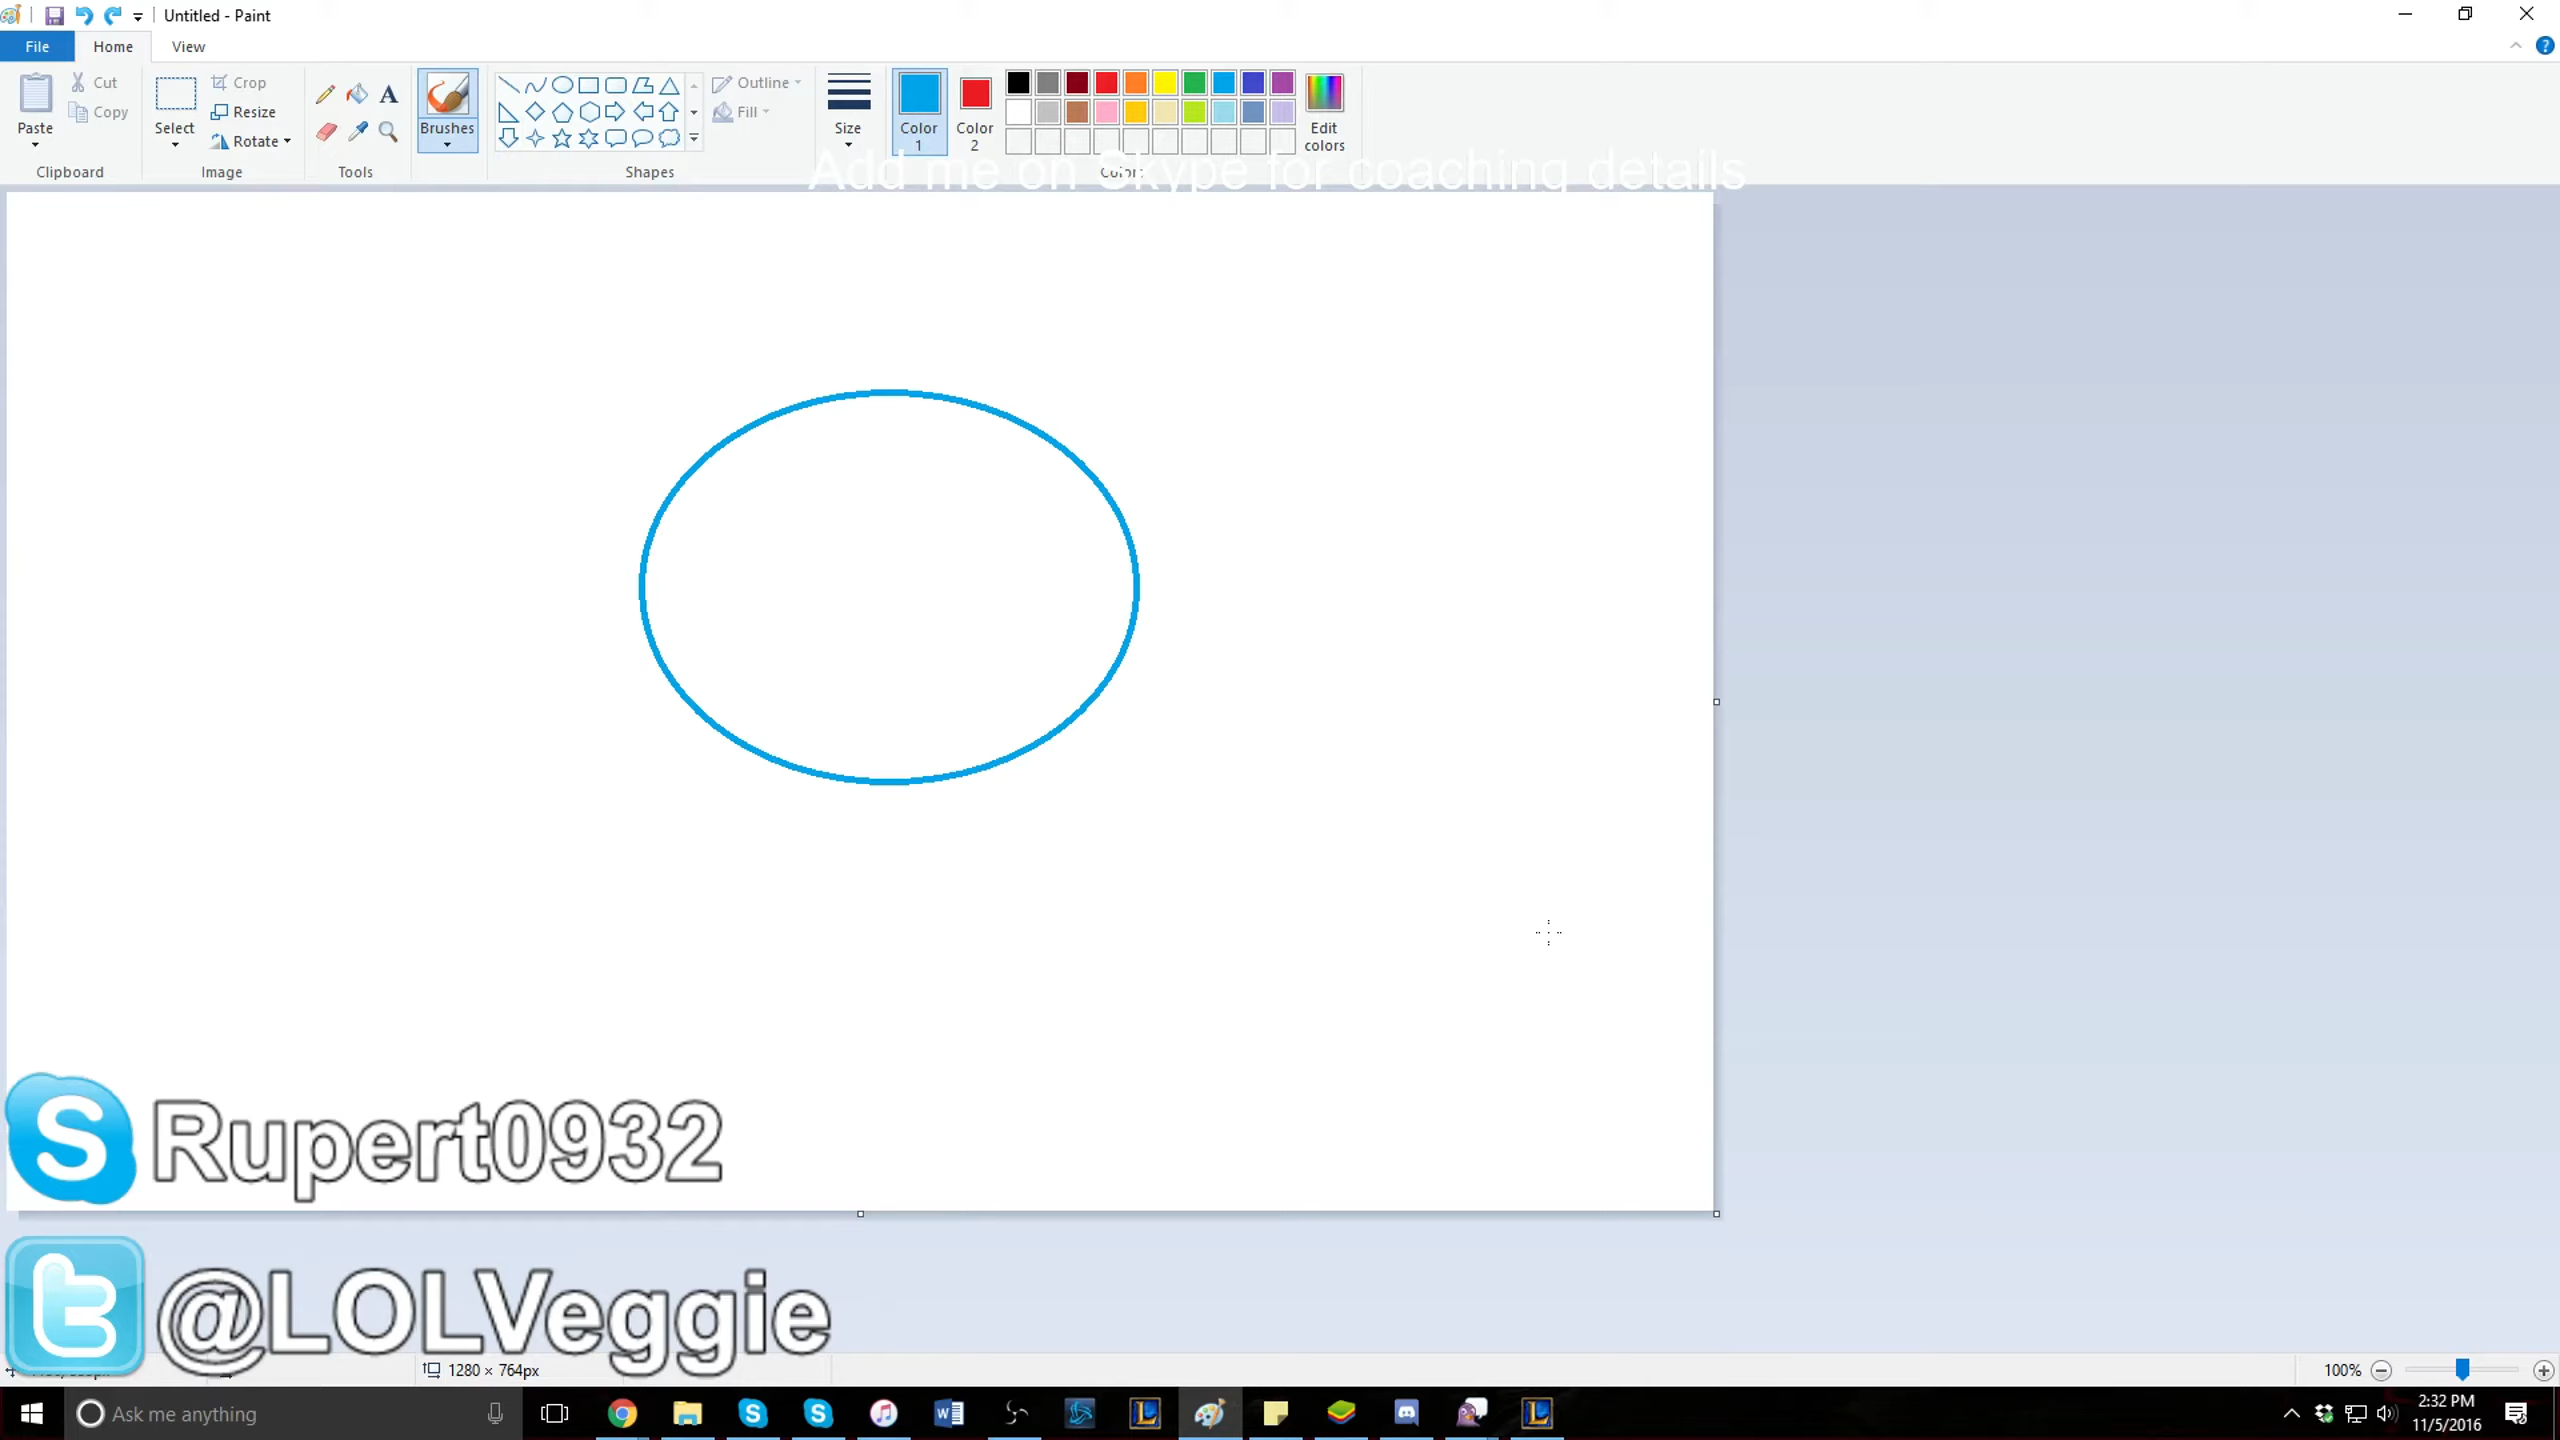 Untitled - Paint
File Home View
Paste
Cut
Copy
Clipboard
Select
Crop
Resize
Rotate
Image
A
Tools
Brushes
Shapes
Outline
Fill
Size
Color 1
Color 2
Edit colors
Add me on Skype for coaching details
S Rupert0932
@LOLVeggie
1280 × 764px
100%
Ask me anything
2:32 PM
11/5/2016